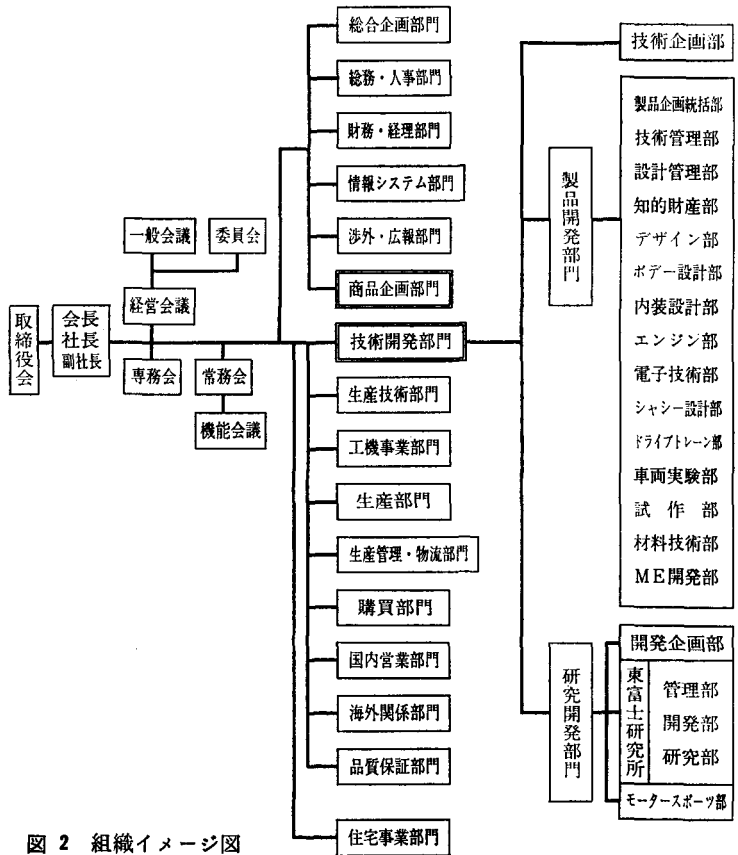 取締役会
会長
社長
副社長
一般会議
委員会
経営会議
専務会
常務会
機能会議
総合企画部門
総務・人事部門
財務・経理部門
情報システム部門
渉外・広報部門
商品企画部門
技術開発部門
生産技術部門
工機事業部門
生産部門
生産管理・物流部門
購買部門
国内営業部門
海外関係部門
品質保証部門
住宅事業部門
技術企画部
製品開発部門
製品企画統括部
技術管理部
設計管理部
知的財産部
デザイン部
ボデー設計部
内装設計部
エンジン部
電子技術部
シャシー設計部
ドライブトレーン部
車両実験部
試作部
材料技術部
ME開発部
研究開発部門
開発企画部
東富士研究所
管理部
開発部
研究部
モータースポーツ部
図 2 組織イメージ図